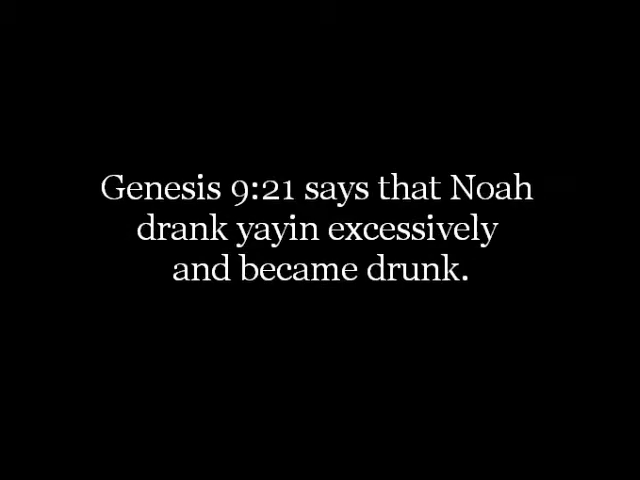 Genesis 9:21 says that Noah
drank yayin excessively
and became drunk.